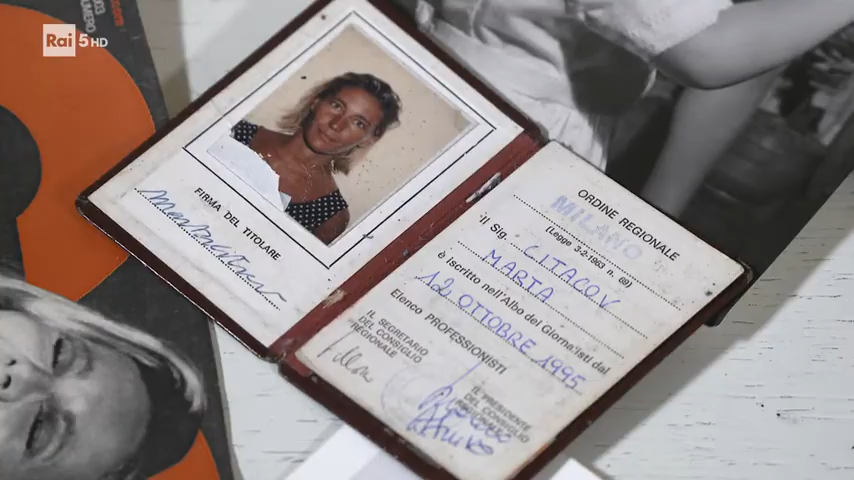 Rai 5 HD
NUMERO
FIRMA DEL TITOLARE
ORDINE REGIONALE
MILANO
(Legge 3-2-1963 n. 69)
Il Sig. CITACOV
MARTA
è iscritto nell'Albo dei Giornalisti dal
12 OTTOBRE 1995
Elenco PROFESSIONISTI
IL SEGRETARIO
DEL CONSIGLIO
REGIONALE
IL PRESIDENTE
DEL CONSIGLIO
REGIONALE